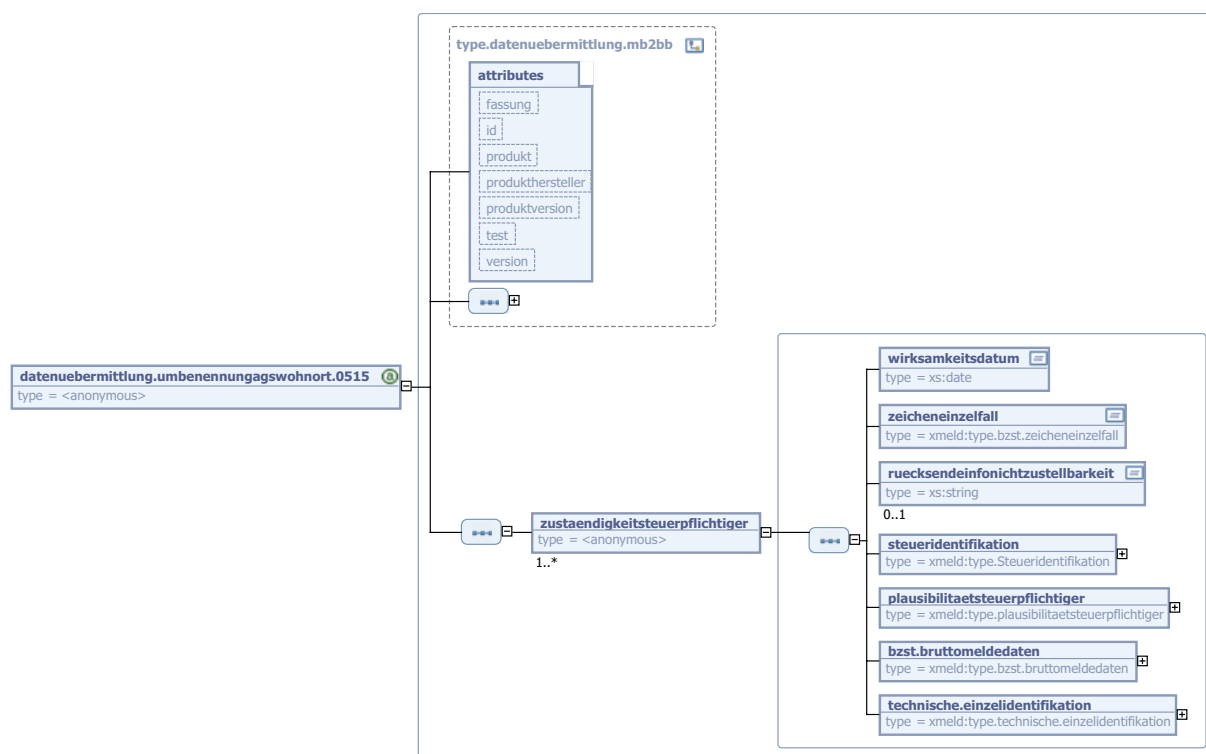 type.datenuebermittlung.mb2bb
attributes
fassung
id
produkt
produkthersteller
produktversion
test
version
datenuebermittlung.umbenennungagswohnort.0515
type = <anonymous>
zustaendigkeitsteuerpflichtiger
type = <anonymous>
1..*
wirksamkeitsdatum
type = xs:date
zeicheneinzelfall
type = xmeld:type.bzst.zeicheneinzelfall
ruecksendeinfonichtzustellbarkeit
type = xs:string
0..1
steueridentifikation
type = xmeld:type.Steueridentifikation
plausibilitaetsteuerpflichtiger
type = xmeld:type.plausibilitaetsteuerpflichtiger
bzst.bruttomeldedaten
type = xmeld:type.bzst.bruttomeldedaten
technische.einzelidentifikation
type = xmeld:type.technische.einzelidentifikation